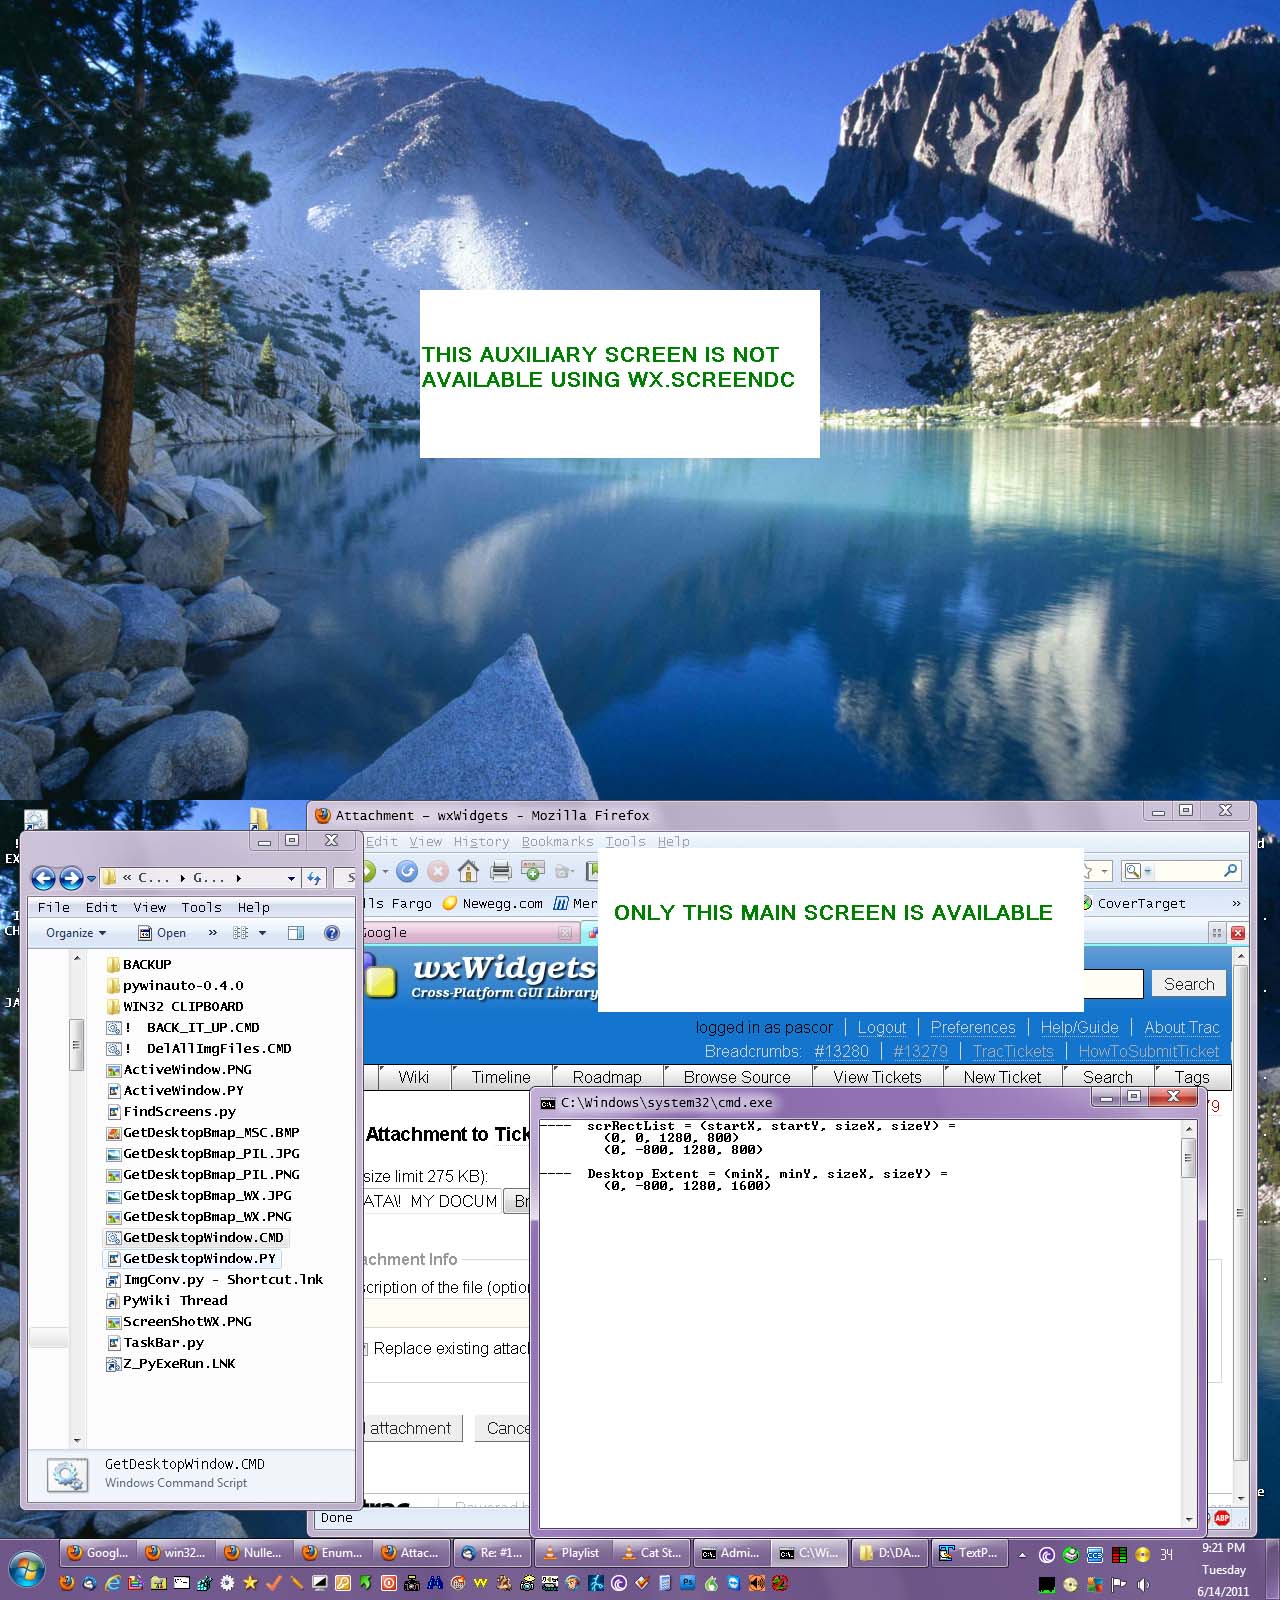 THIS AUXILIARY SCREEN IS NOT
AVAILABLE USING WX.SCREENDC
Attachment – wxWidgets - Mozilla Firefox
Edit View History Bookmarks Tools Help
ONLY THIS MAIN SCREEN IS AVAILABLE
lls Fargo
Newegg.com
Mer
CoverTarget
»
oogle
wxWidgets
Cross-Platform GUI Library
Search
logged in as pascor | Logout | Preferences | Help/Guide | About Trac
Breadcrumbs: #13280 | #13279 | TracTickets | HowToSubmitTicket
Wiki
Timeline
Roadmap
Browse Source
View Tickets
New Ticket
Search
Tags
Attachment to Tick
size limit 275 KB):
ATA\! MY DOCUM
Br
achment Info
cription of the file (option
Replace existing attach
attachment
Cance
Done
ABP
« C... ▸ G... ▸
S
File Edit View Tools Help
Organize
Open
»
BACKUP
pywinauto-0.4.0
WIN32 CLIPBOARD
! BACK_IT_UP.CMD
! DelAllImgFiles.CMD
ActiveWindow.PNG
ActiveWindow.PY
FindScreens.py
GetDesktopBmap_MSC.BMP
GetDesktopBmap_PIL.JPG
GetDesktopBmap_PIL.PNG
GetDesktopBmap_WX.JPG
GetDesktopBmap_WX.PNG
GetDesktopWindow.CMD
GetDesktopWindow.PY
ImgConv.py - Shortcut.lnk
PyWiki Thread
ScreenShotWX.PNG
TaskBar.py
Z_PyExeRun.LNK
GetDesktopWindow.CMD
Windows Command Script
C:\Windows\system32\cmd.exe
---- scrRectList = (startX, startY, sizeX, sizeY) =
(0, 0, 1280, 800)
(0, -800, 1280, 800)
---- Desktop Extent = (minX, minY, sizeX, sizeY) =
(0, -800, 1280, 1600)
Googl...
win32...
Nulle...
Enum...
Attac...
Re: #1...
Playlist
Cat St...
Admi...
C:\Wi...
D:\DA...
TextP...
34
9:21 PM
Tuesday
6/14/2011